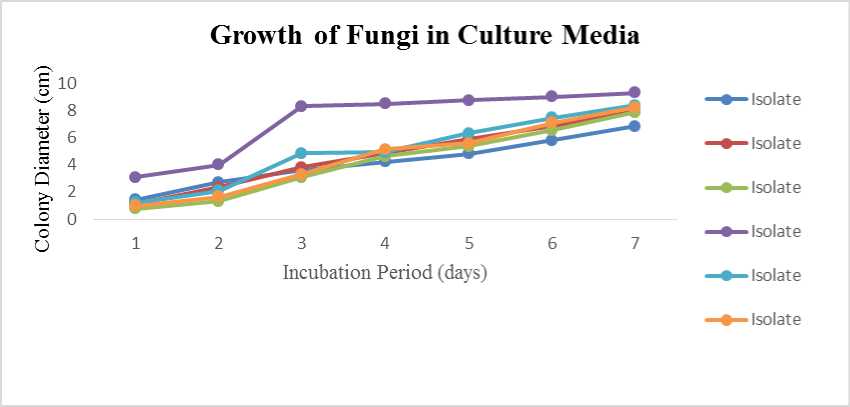 Growth of Fungi in Culture Media
Colony Diameter (cm)
10
8
6
4
2
0
1 2 3 4 5 6 7
Incubation Period (days)
Isolate
Isolate
Isolate
Isolate
Isolate
Isolate